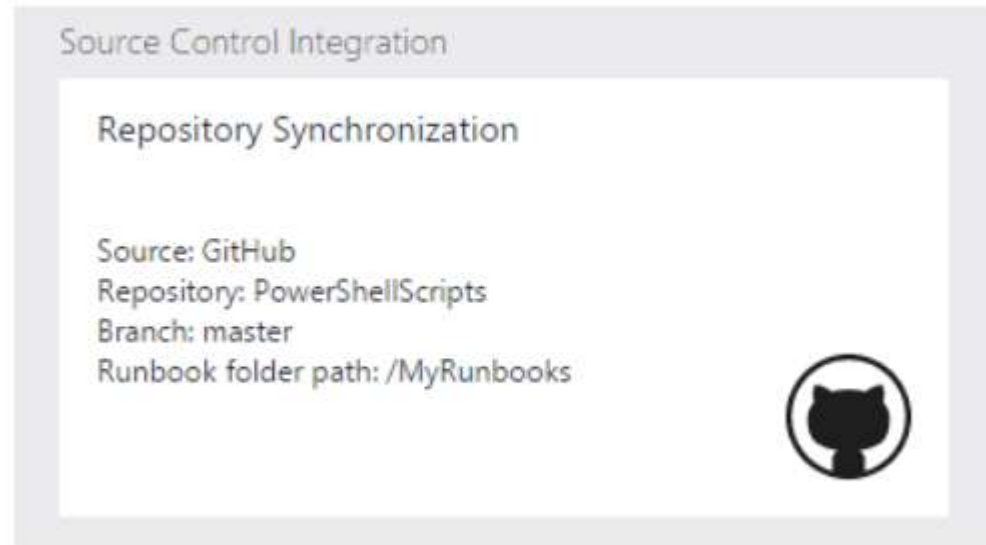 Source Control Integration
Repository Synchronization
Source: GitHub
Repository: PowerShellScripts
Branch: master
Runbook folder path: /MyRunbooks